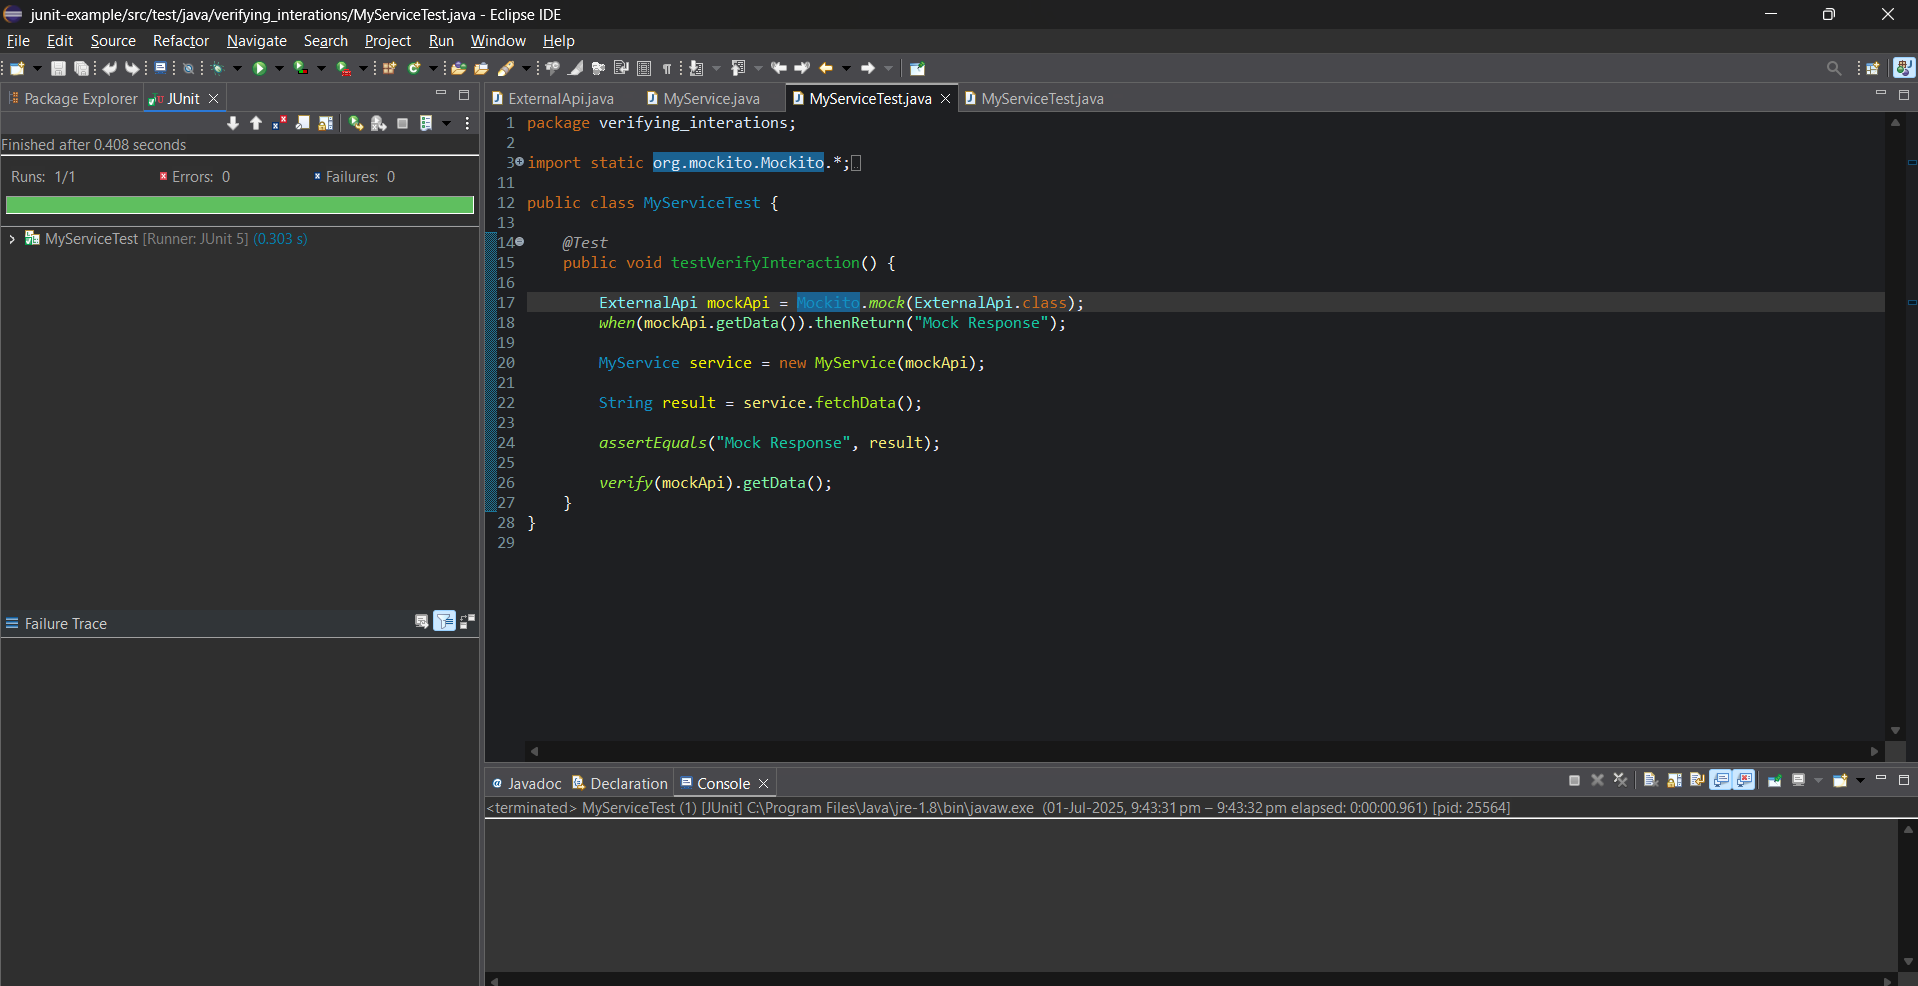 junit-example/src/test/java/verifying_interations/MyServiceTest.java - Eclipse IDE
File Edit Source Refactor Navigate Search Project Run Window Help
Package Explorer JUnit
Finished after 0.408 seconds
Runs: 1/1 Errors: 0 Failures: 0
MyServiceTest [Runner: JUnit 5] (0.303 s)
Failure Trace
ExternalApi.java MyService.java MyServiceTest.java MyServiceTest.java
1 package verifying_interations;
2
3 import static org.mockito.Mockito.*;
11
12 public class MyServiceTest {
13
14 @Test
15 public void testVerifyInteraction() {
16
17 ExternalApi mockApi = Mockito.mock(ExternalApi.class);
18 when(mockApi.getData()).thenReturn("Mock Response");
19
20 MyService service = new MyService(mockApi);
21
22 String result = service.fetchData();
23
24 assertEquals("Mock Response", result);
25
26 verify(mockApi).getData();
27 }
28 }
29
Javadoc Declaration Console
<terminated> MyServiceTest (1) [JUnit] C:\Program Files\Java\jre-1.8\bin\javaw.exe (01-Jul-2025, 9:43:31 pm – 9:43:32 pm elapsed: 0:00:00.961) [pid: 25564]